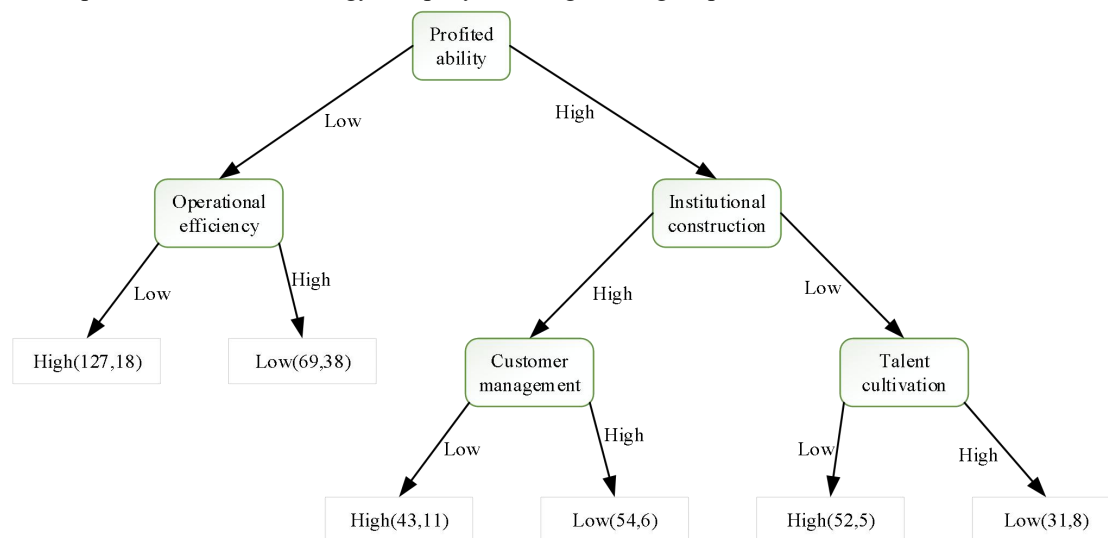 Profited
ability
Low
High
Operational
efficiency
Institutional
construction
Low
High
High
Low
High(127,18)
Low(69,38)
Customer
management
Talent
cultivation
Low
High
Low
High
High(43,11)
Low(54,6)
High(52,5)
Low(31,8)